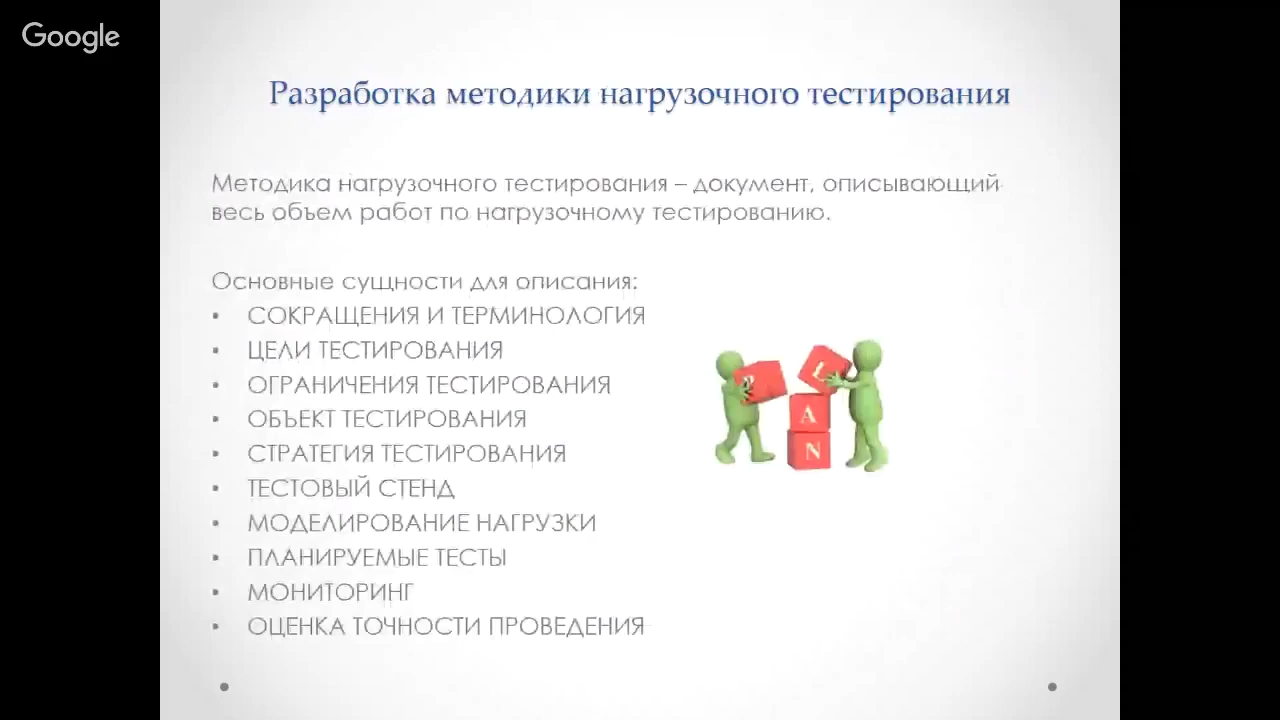 Google
Разработка методики нагрузочного тестирования
Методика нагрузочного тестирования – документ, описывающий
весь объем работ по нагрузочному тестированию.
Основные сущности для описания:
• СОКРАЩЕНИЯ И ТЕРМИНОЛОГИЯ
• ЦЕЛИ ТЕСТИРОВАНИЯ
• ОГРАНИЧЕНИЯ ТЕСТИРОВАНИЯ
• ОБЪЕКТ ТЕСТИРОВАНИЯ
• СТРАТЕГИЯ ТЕСТИРОВАНИЯ
• ТЕСТОВЫЙ СТЕНД
• МОДЕЛИРОВАНИЕ НАГРУЗКИ
• ПЛАНИРУЕМЫЕ ТЕСТЫ
• МОНИТОРИНГ
• ОЦЕНКА ТОЧНОСТИ ПРОВЕДЕНИЯ
P L
A
N